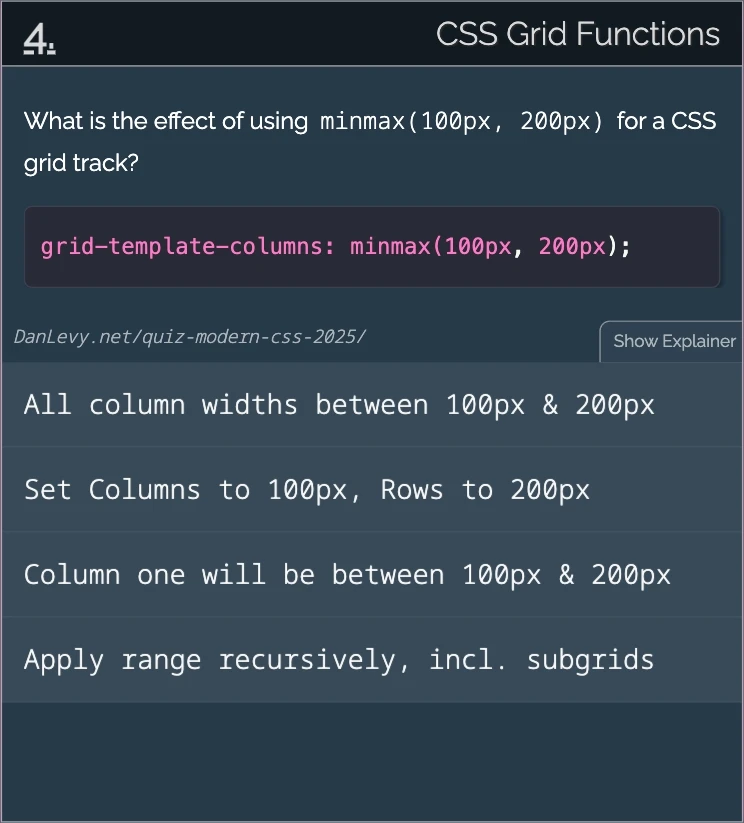 4.
CSS Grid Functions
What is the effect of using minmax(100px, 200px) for a CSS
grid track?
grid-template-columns: minmax(100px, 200px);
DanLevy.net/quiz-modern-css-2025/
Show Explainer
All column widths between 100px & 200px
Set Columns to 100px, Rows to 200px
Column one will be between 100px & 200px
Apply range recursively, incl. subgrids